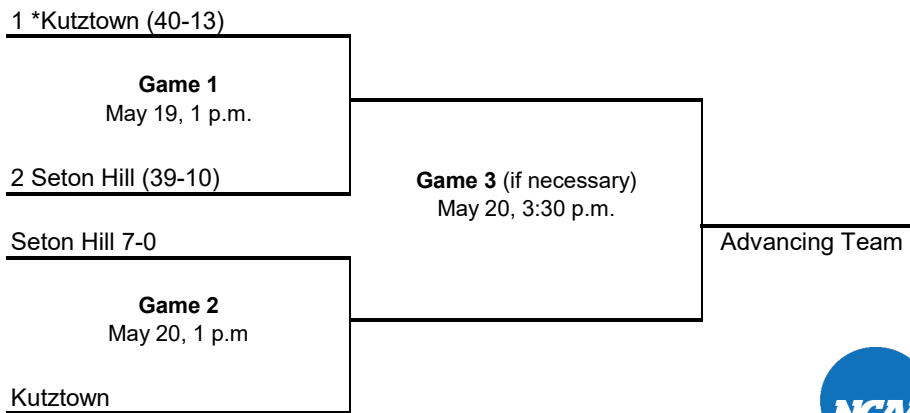 1 *Kutztown (40-13)
Game 1
May 19, 1 p.m.
2 Seton Hill (39-10)
Game 3 (if necessary)
May 20, 3:30 p.m.
Seton Hill 7-0
Advancing Team
Game 2
May 20, 1 p.m
Kutztown